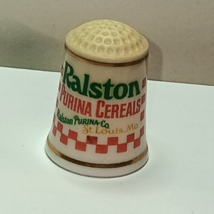 Ralston
PURINA CEREALS
Ralston PURINA Co.
St. Louis, Mo